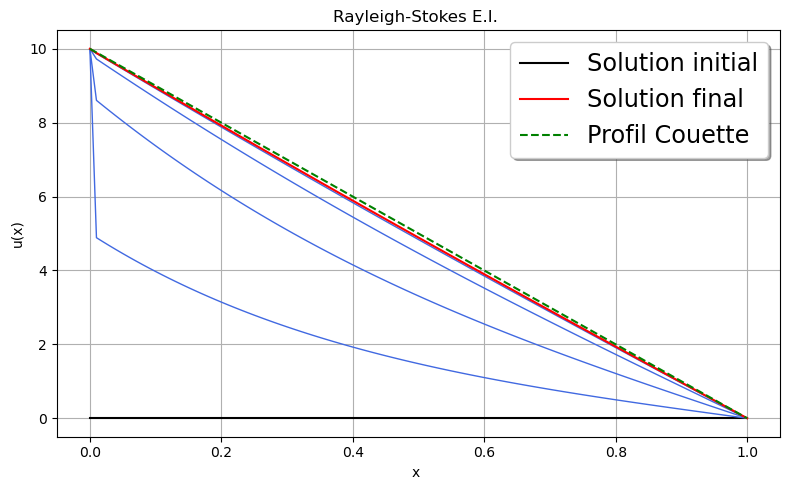 Rayleigh-Stokes E.I.
Solution initial
Solution final
Profil Couette
10
8
6
4
2
0
u(x)
0.0 0.2 0.4 0.6 0.8 1.0
x